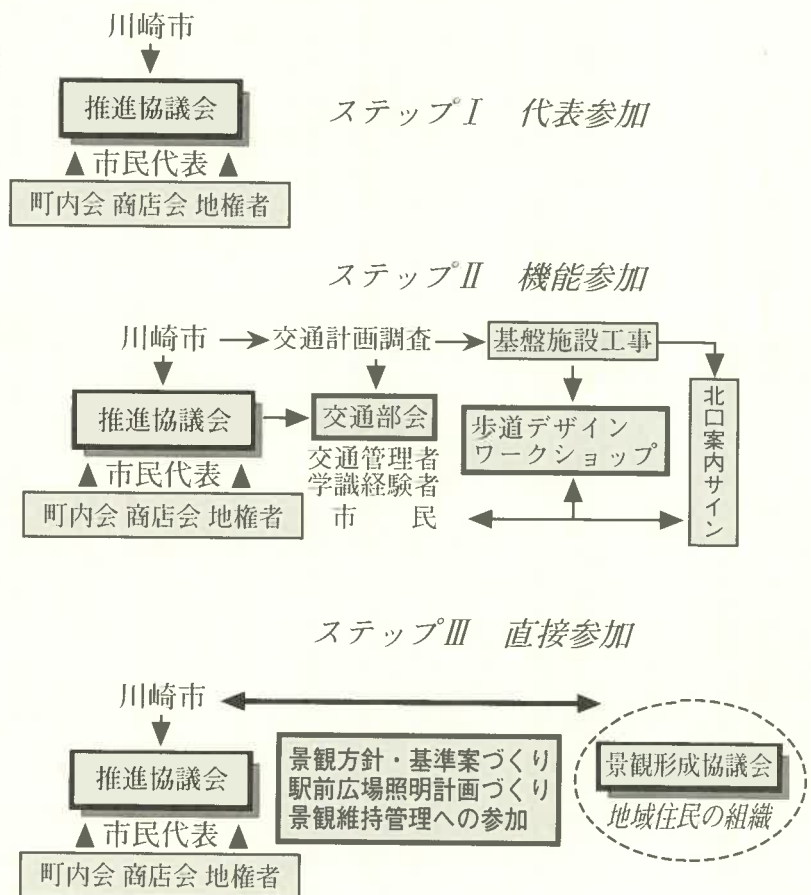 川崎市
推進協議会
▲市民代表▲
町内会 商店会 地権者
ステップⅠ 代表参加
ステップⅡ 機能参加
川崎市
交通計画調査
基盤施設工事
推進協議会
交通部会
歩道デザイン
ワークショップ
北口案内サイン
▲市民代表▲
町内会 商店会 地権者
交通管理者
学識経験者
市 民
ステップⅢ 直接参加
川崎市
推進協議会
▲市民代表▲
町内会 商店会 地権者
景観方針・基準案づくり
駅前広場照明計画づくり
景観維持管理への参加
景観形成協議会
地域住民の組織